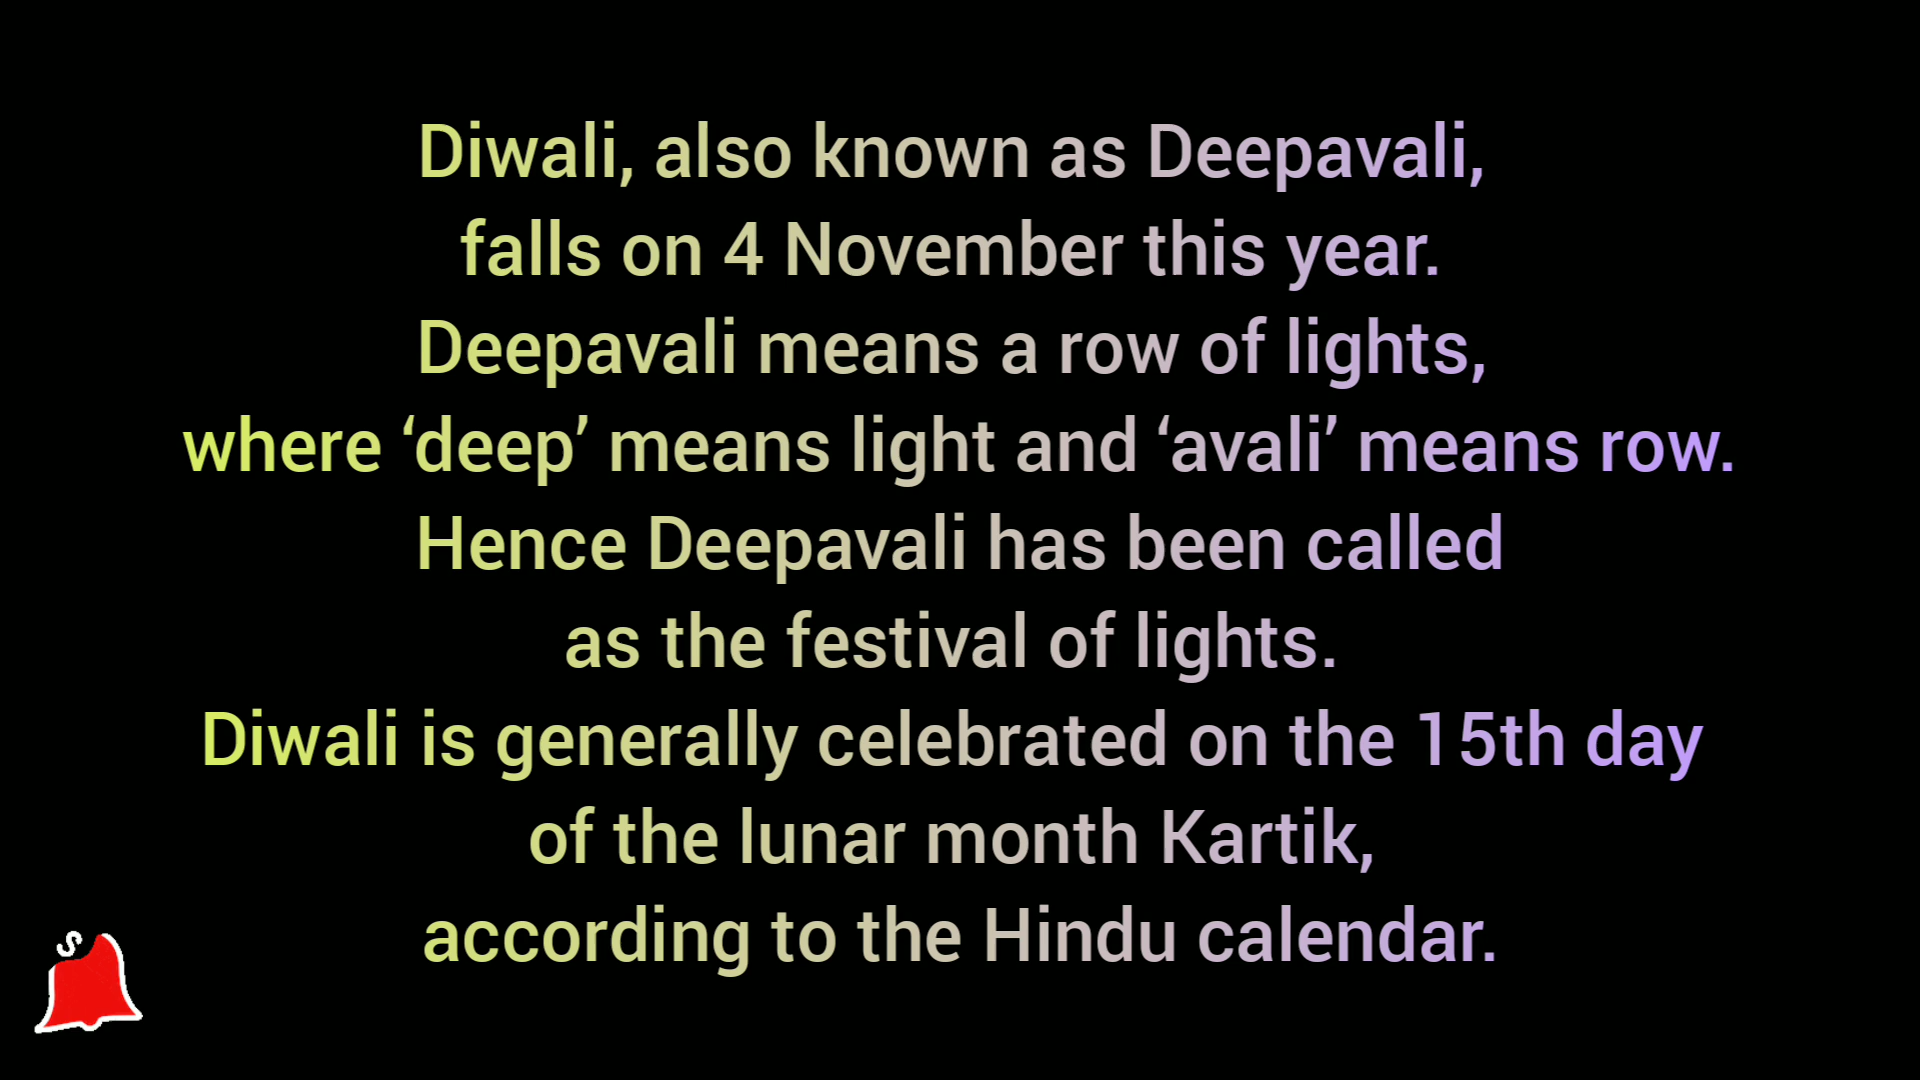 Diwali, also known as Deepavali,
falls on 4 November this year.
Deepavali means a row of lights,
where ‘deep’ means light and ‘avali’ means row.
Hence Deepavali has been called
as the festival of lights.
Diwali is generally celebrated on the 15th day
of the lunar month Kartik,
according to the Hindu calendar.